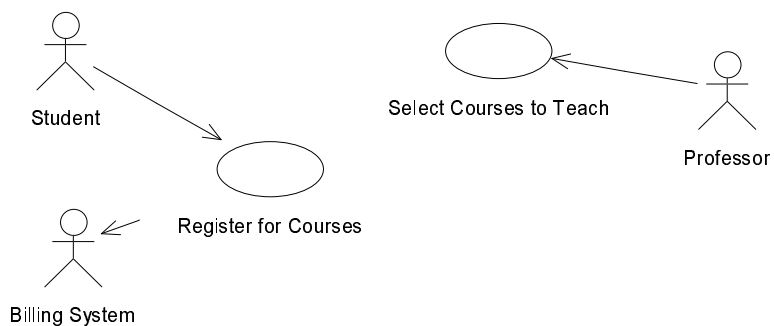 Student
Select Courses to Teach
Professor
Register for Courses
Billing System